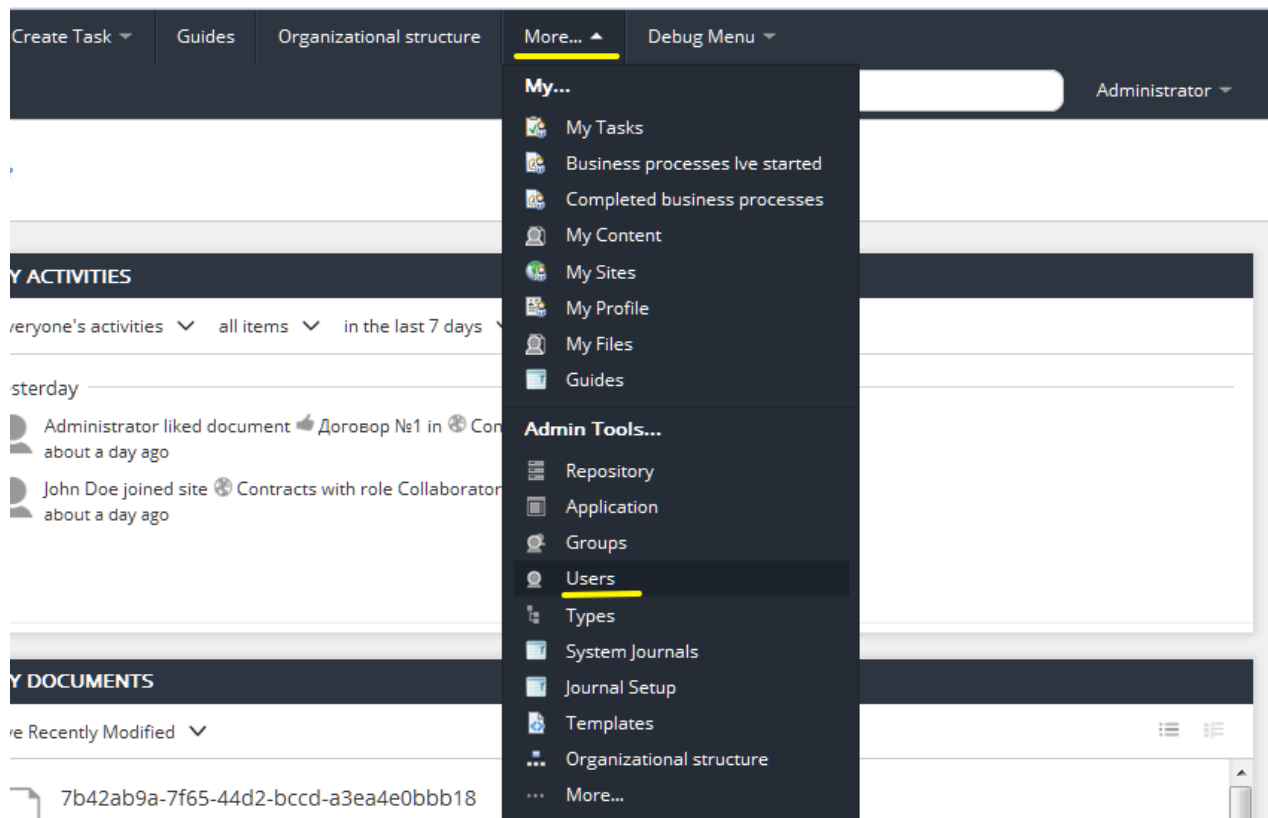 Create Task Guides Organizational structure More... Debug Menu
Administrator
My...
My Tasks
Business processes Ive started
Completed business processes
My Content
My Sites
My Profile
My Files
Guides
Admin Tools...
Repository
Application
Groups
Users
Types
System Journals
Journal Setup
Templates
Organizational structure
More...
Y ACTIVITIES
veryone's activities all items in the last 7 days
sterday
Administrator liked document Договор №1 in Con
about a day ago
John Doe joined site Contracts with role Collaborator
about a day ago
Y DOCUMENTS
ve Recently Modified
7b42ab9a-7f65-44d2-bccd-a3ea4e0bbb18